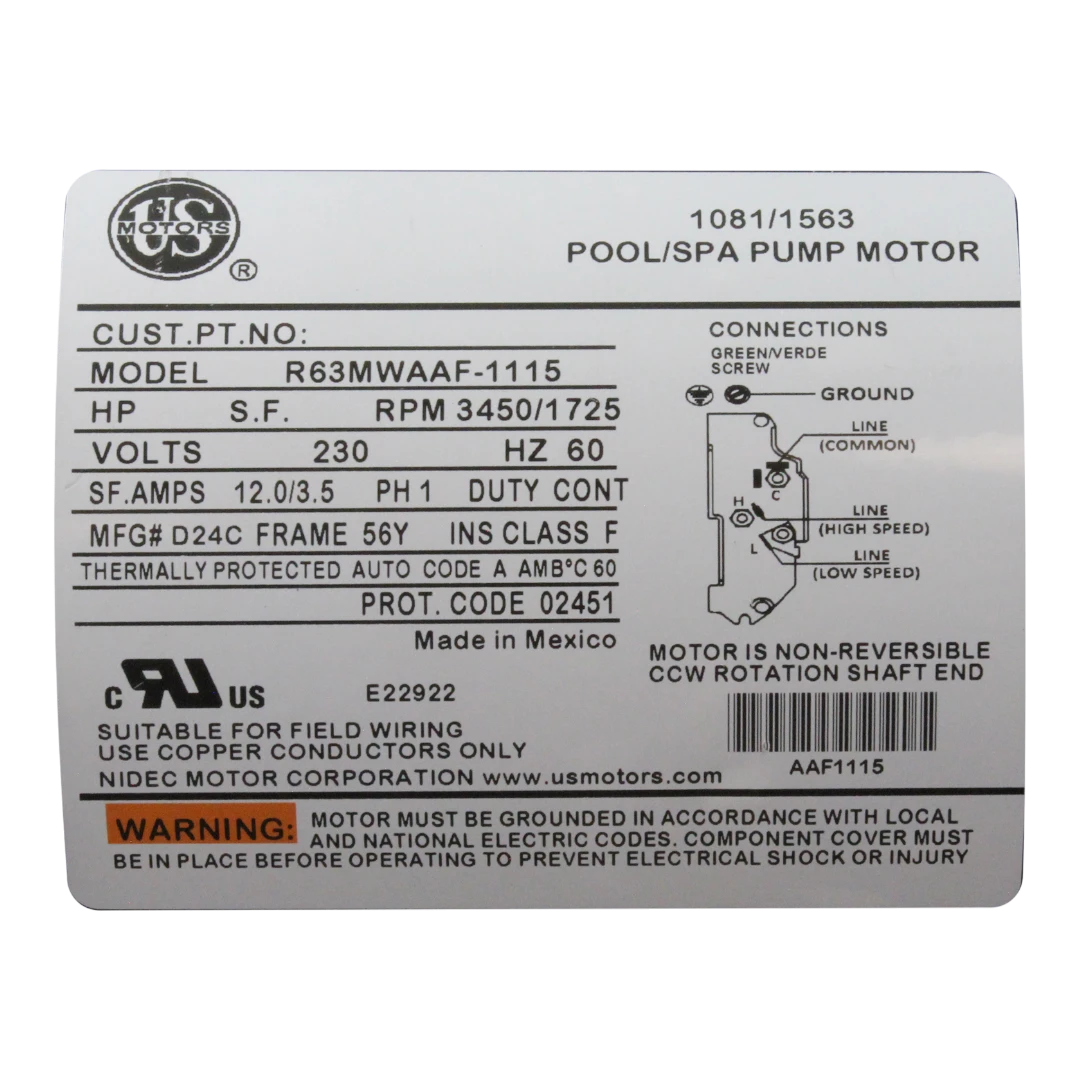 US
MOTORS
®
1081/1563
POOL/SPA PUMP MOTOR
CUST.PT.NO:
MODEL R63MWAAF-1115
HP S.F. RPM 3450/1725
VOLTS 230 HZ 60
SF.AMPS 12.0/3.5 PH 1 DUTY CONT
MFG# D24C FRAME 56Y INS CLASS F
THERMALLY PROTECTED AUTO CODE A AMB°C 60
PROT. CODE 02451
Made in Mexico
CONNECTIONS
GREEN/VERDE
SCREW
GROUND
LINE
(COMMON)
C
H
LINE
(HIGH SPEED)
L
LINE
(LOW SPEED)
MOTOR IS NON-REVERSIBLE
CCW ROTATION SHAFT END
C RU US E22922
SUITABLE FOR FIELD WIRING
USE COPPER CONDUCTORS ONLY
NIDEC MOTOR CORPORATION www.usmotors.com
AAF1115
WARNING: MOTOR MUST BE GROUNDED IN ACCORDANCE WITH LOCAL
AND NATIONAL ELECTRIC CODES. COMPONENT COVER MUST
BE IN PLACE BEFORE OPERATING TO PREVENT ELECTRICAL SHOCK OR INJURY